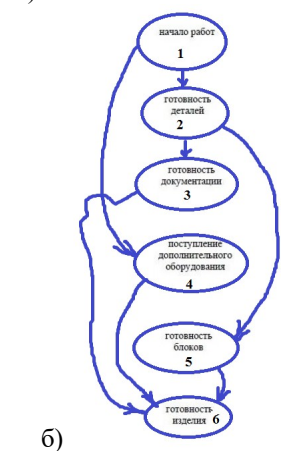 начало работ
1
готовность
деталей
2
готовность
документации
3
поступление
дополнительного
оборудования
4
готовность
блоков
5
готовность
изделия 6
б)